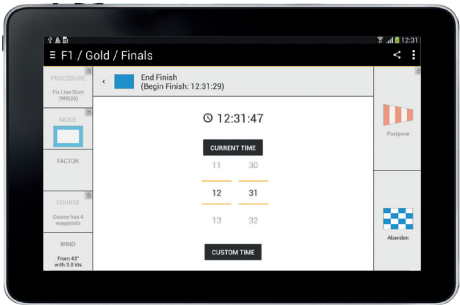 12:31
F1 / Gold / Finals
PROCEDURE
Fix Line Start
(RRS26)
MODE
FACTOR
COURSE
Course has 4
waypoints
WIND
From 43°
with 3.0 kts
End Finish
(Begin Finish: 12:31:29)
12:31:47
CURRENT TIME
11 30
12 31
13 32
CUSTOM TIME
Postpone
Abandon